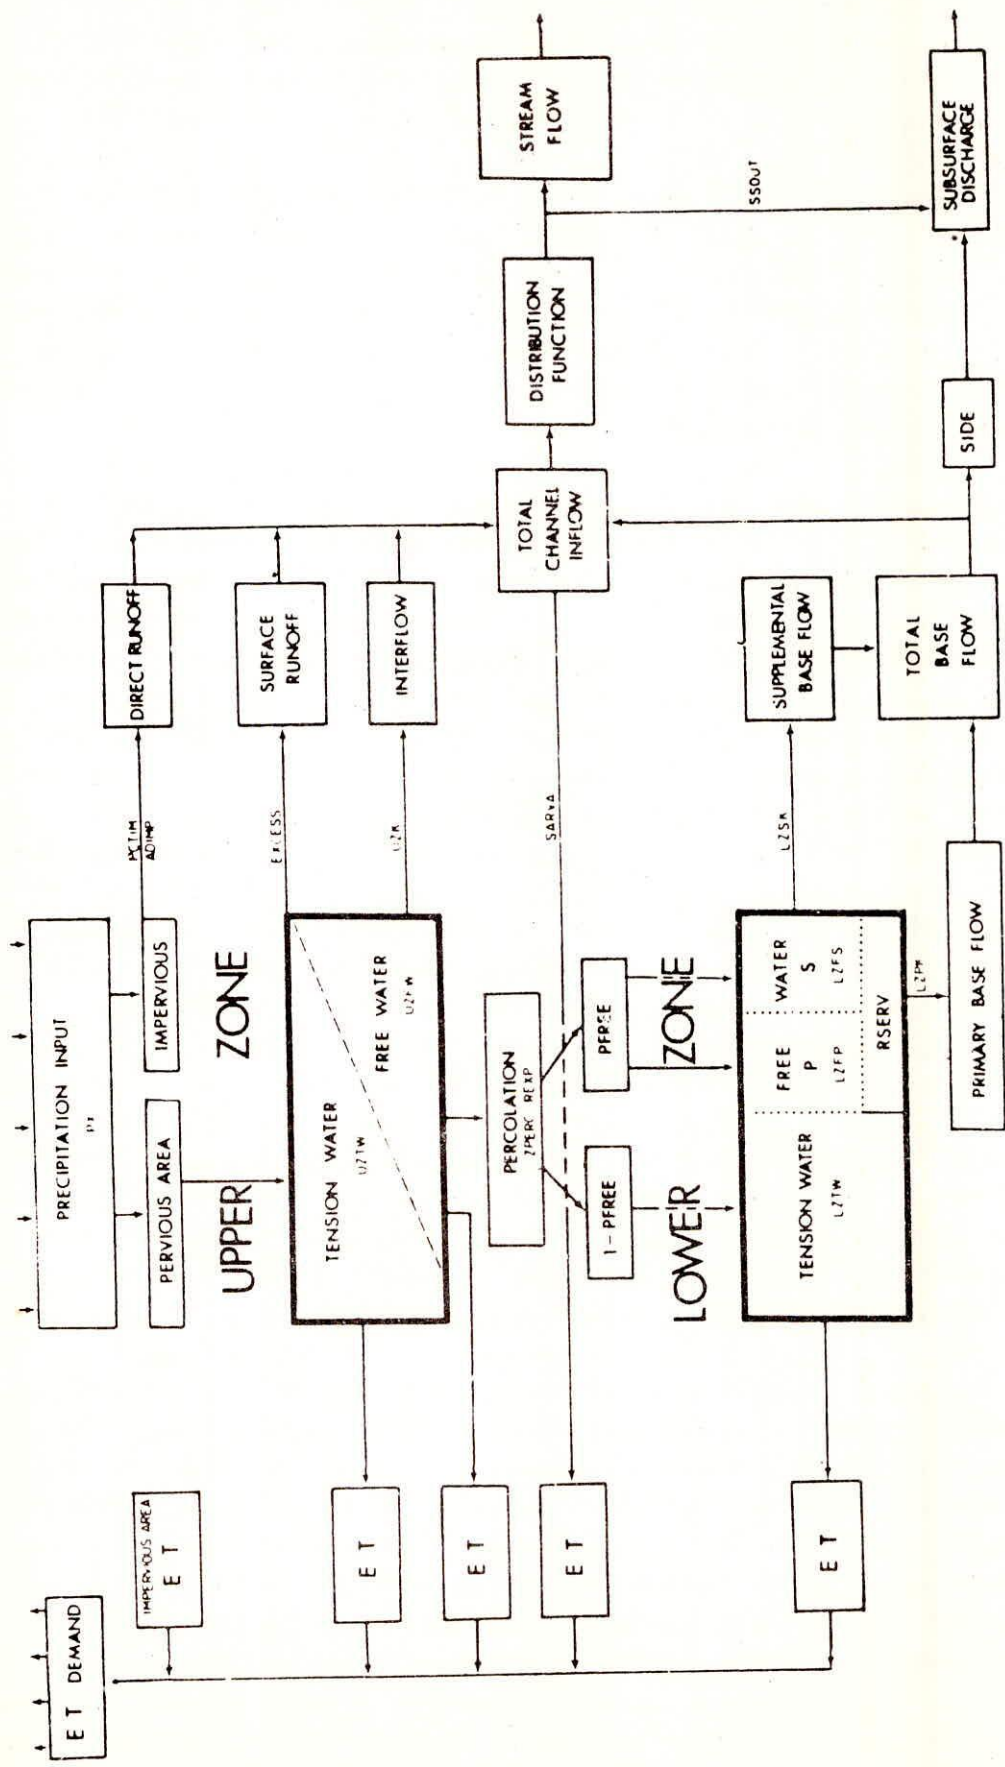 E T DEMAND
IMPERVIOUS AREA
E T
E T
E T
E T
E T
PRECIPITATION INPUT
PERVIOUS AREA
IMPERVIOUS
PCTIM
ADIMP
DIRECT RUNOFF
UPPER ZONE
TENSION WATER
UZTW
FREE WATER
UZFW
EXCESS
SURFACE
RUNOFF
UZK
INTERFLOW
PERCOLATION
ZPERC REXP
1 - PFREE
PFREE
SARVA
LOWER ZONE
TENSION WATER
LZTW
FREE WATER
P S
LZFP LZFS
RSERV
LZSK
SUPPLEMENTAL
BASE FLOW
LZPK
PRIMARY BASE FLOW
TOTAL
BASE
FLOW
TOTAL
CHANNEL
INFLOW
DISTRIBUTION
FUNCTION
STREAM
FLOW
SSOUT
SIDE
SUBSURFACE
DISCHARGE